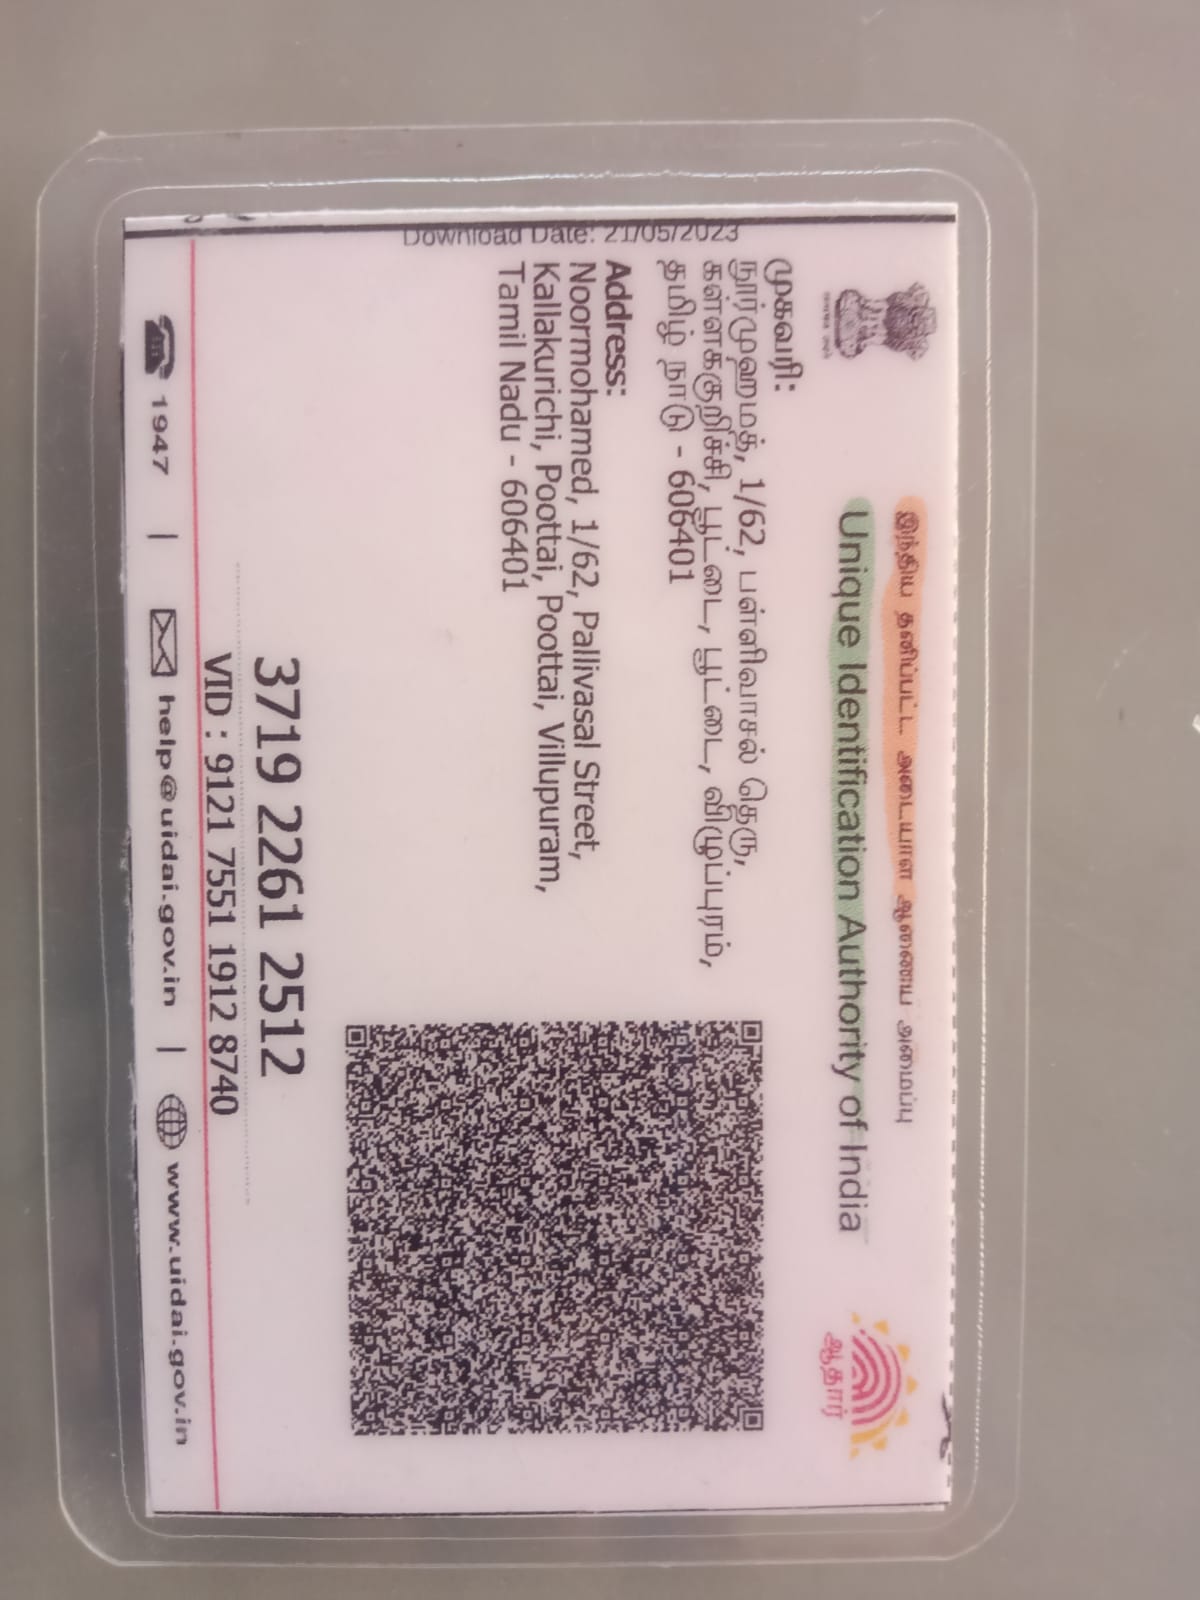 இந்திய தனிப்பட்ட அடையாள ஆணைய அமைப்பு
Unique Identification Authority of India
ஆதார்
முகவரி:
நூர்முஹமத், 1/62, பள்ளிவாசல் தெரு,
கள்ளக்குறிச்சி, பூட்டை, பூட்டை, விழுப்புரம்,
தமிழ் நாடு - 606401
Address:
Noormohamed, 1/62, Pallivasal Street,
Kallakurichi, Poottai, Poottai, Villupuram,
Tamil Nadu - 606401
Download Date: 21/05/2023
3719 2261 2512
VID : 9121 7551 1912 8740
1947 | help@uidai.gov.in | www.uidai.gov.in